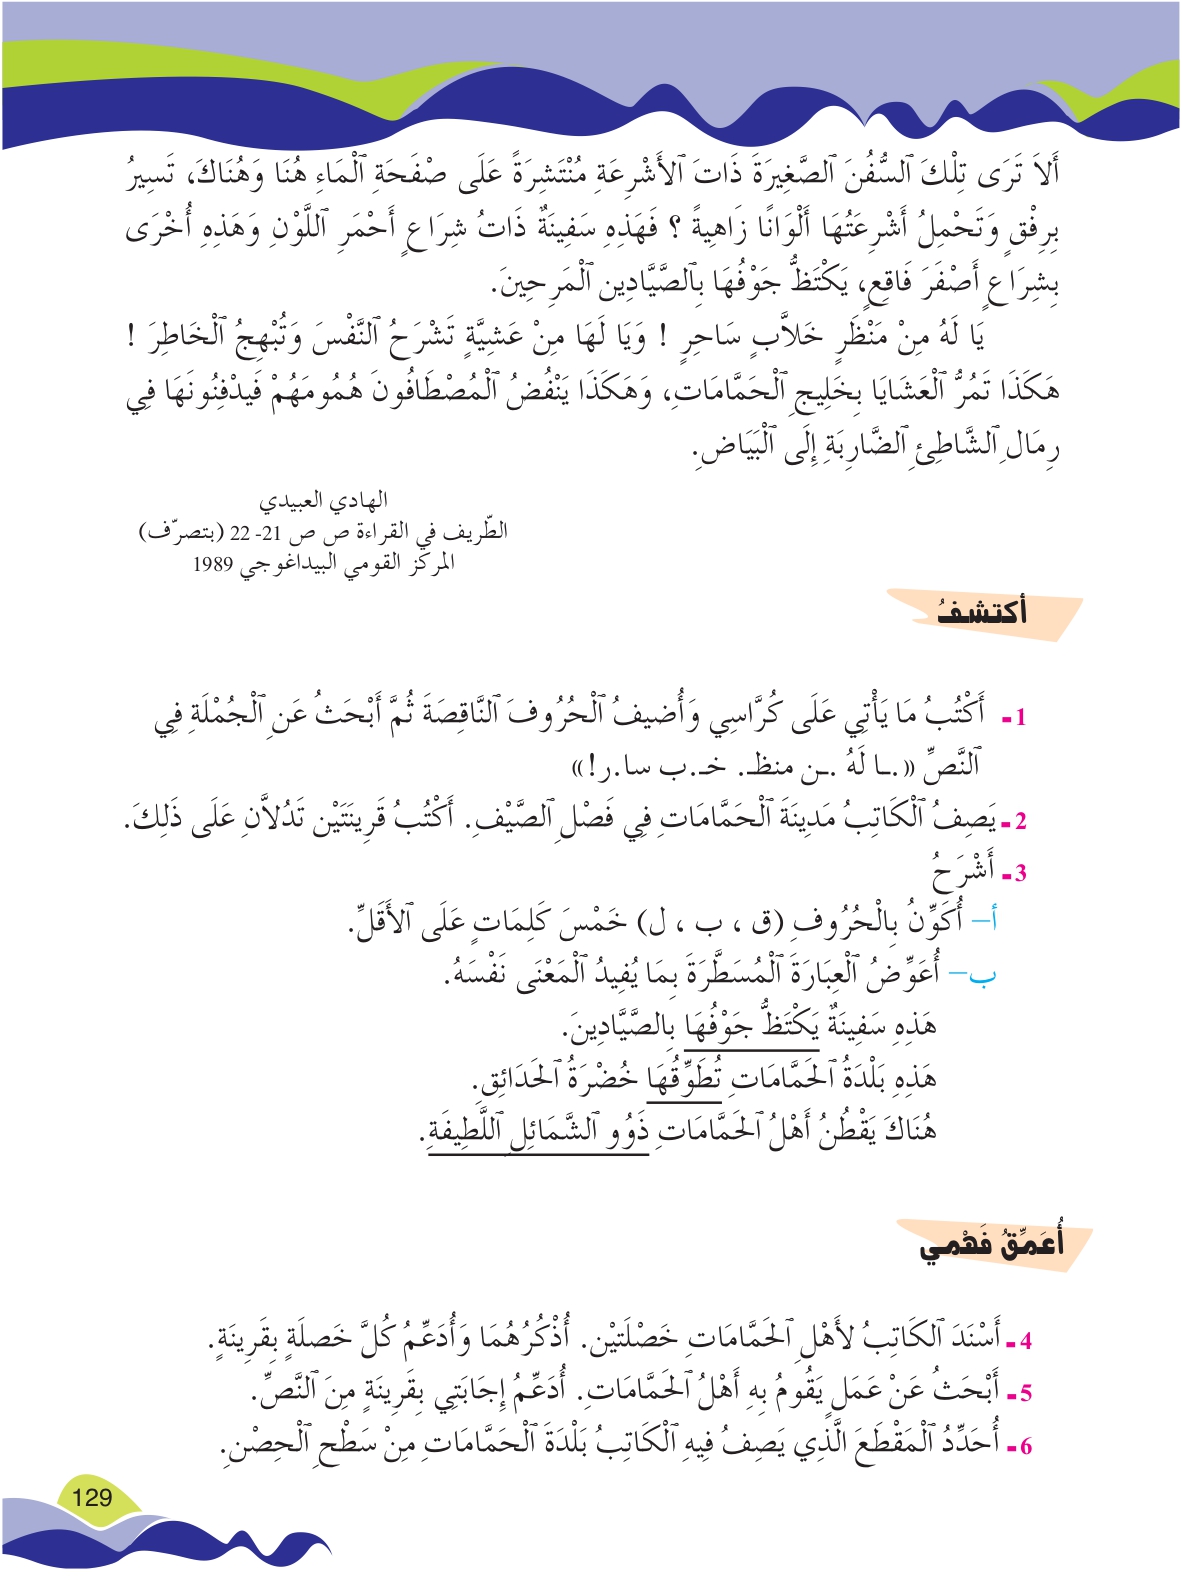 أَلاَ تَرَى تِلْكَ ٱلسُّفُنَ ٱلصَّغِيرَةَ ذَاتَ ٱلأَشْرِعَةِ مُنْتَشِرَةً عَلَى صَفْحَةِ ٱلْمَاءِ هُنَا وَهُنَاكَ، تَسِيرُ
بِرِفْقٍ وَتَحْمِلُ أَشْرِعَتُهَا أَلْوَانًا زَاهِيةً ؟ فَهَذِهِ سَفِينَةٌ ذَاتُ شِرَاعٍ أَحْمَرِ ٱللَّوْنِ وَهَذِهِ أُخْرَى
بِشِرَاعٍ أَصْفَرَ فَاقِعٍ، يَكْتَظُّ جَوْفُهَا بِٱلصَّيَّادِين ٱلْمَرِحِينَ.
يَا لَهُ مِنْ مَنْظَرٍ خَلاَّبٍ سَاحِرٍ ! وَيَا لَهَا مِنْ عَشِيَّةٍ تَشْرَحُ ٱلنَّفْسَ وَتُبْهِجُ ٱلْخَاطِرَ !
هَكَذَا تَمُرُّ ٱلْعَشَايَا بِخَلِيجِ ٱلْحَمَّامَاتِ، وَهَكَذَا يَنْفُضُ ٱلْمُصْطَافُونَ هُمُومَهُمْ فَيَدْفِنُونَهَا فِي
رِمَالِ ٱلشَّاطِئِ ٱلضَّارِبَةِ إِلَى ٱلْبَيَاضِ.
الهادي العبيدي
الطّريف في القراءة ص ص 21- 22 (بتصرّف)
المركز القومي البيداغوجي 1989
أكتشفُ
1- أَكْتُبُ مَا يَأْتِي عَلَى كُرَّاسِي وَأُضيفُ ٱلْحُرُوفَ ٱلنَّاقِصَةَ ثُمَّ أَبْحَثُ عَنِ ٱلْجُمْلَةِ فِي
ٱلنَّصِّ «.ـا لَهُ .ـن منظـ. خـ.ب سا.ر!»
2- يَصِفُ ٱلْكَاتِبُ مَدِينَةَ ٱلْحَمَّامَاتِ فِي فَصْلِ ٱلصَّيْفِ. أَكْتُبُ قَرِينَتَيْن تَدُلاَّنِ عَلَى ذَلِكَ.
3- أَشْرَحُ
أ– أُكَوِّنُ بِالْحُرُوفِ (ق ، ب ، ل) خَمْسَ كَلِمَاتٍ عَلَى ٱلأَقَلِّ.
ب– أُعَوِّضُ ٱلْعِبَارَةَ ٱلْمُسَطَّرَةَ بِمَا يُفِيدُ ٱلْمَعْنَى نَفْسَهُ.
هَذِهِ سَفِينَةٌ يَكْتَظُّ جَوْفُهَا بِالصَّيَّادِينَ.
هَذِهِ بَلْدَةُ ٱلحَمَّامَاتِ تُطَوِّقُهَا خُضْرَةُ ٱلحَدَائِقِ.
هُنَاكَ يَقْطُنُ أَهْلُ ٱلحَمَّامَاتِ ذَوُو ٱلشَّمَائِلِ ٱللَّطِيفَةِ.
أُعَمِّقُ فَهْمي
4- أَسْنَدَ ٱلكَاتِبُ لأَهْلِ ٱلحَمَّامَاتِ خَصْلَتَيْن. أُذْكُرُهُمَا وَأُدَعِّمُ كُلَّ خَصلَةٍ بِقَرِينَةٍ.
5- أَبْحَثُ عَنْ عَمَلٍ يَقُومُ بِهِ أَهْلُ ٱلحَمَّامَاتِ. أُدَعِّمُ إِجَابَتِي بِقَرِينَةٍ مِنَ ٱلنَّصِّ.
6- أُحَدِّدُ ٱلْمَقْطَعَ الَّذِي يَصِفُ فِيهِ ٱلْكَاتِبُ بَلْدَةَ ٱلْحَمَّامَاتِ مِنْ سَطْحِ ٱلْحِصْنِ.
129